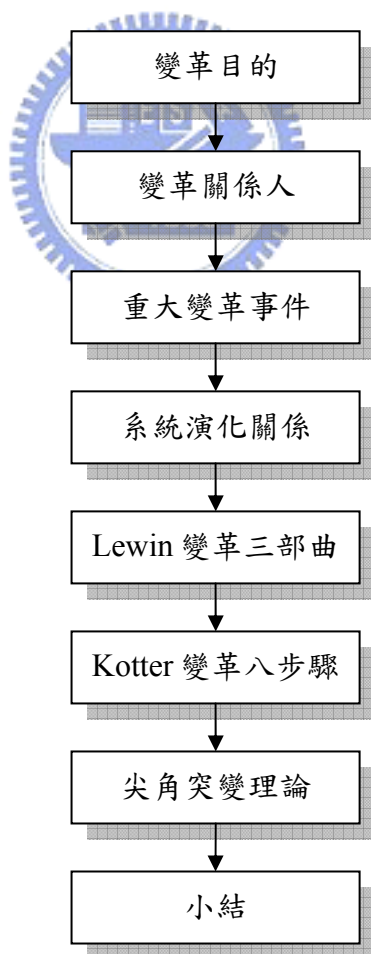 變革目的
變革關係人
重大變革事件
系統演化關係
Lewin 變革三部曲
Kotter 變革八步驟
尖角突變理論
小結